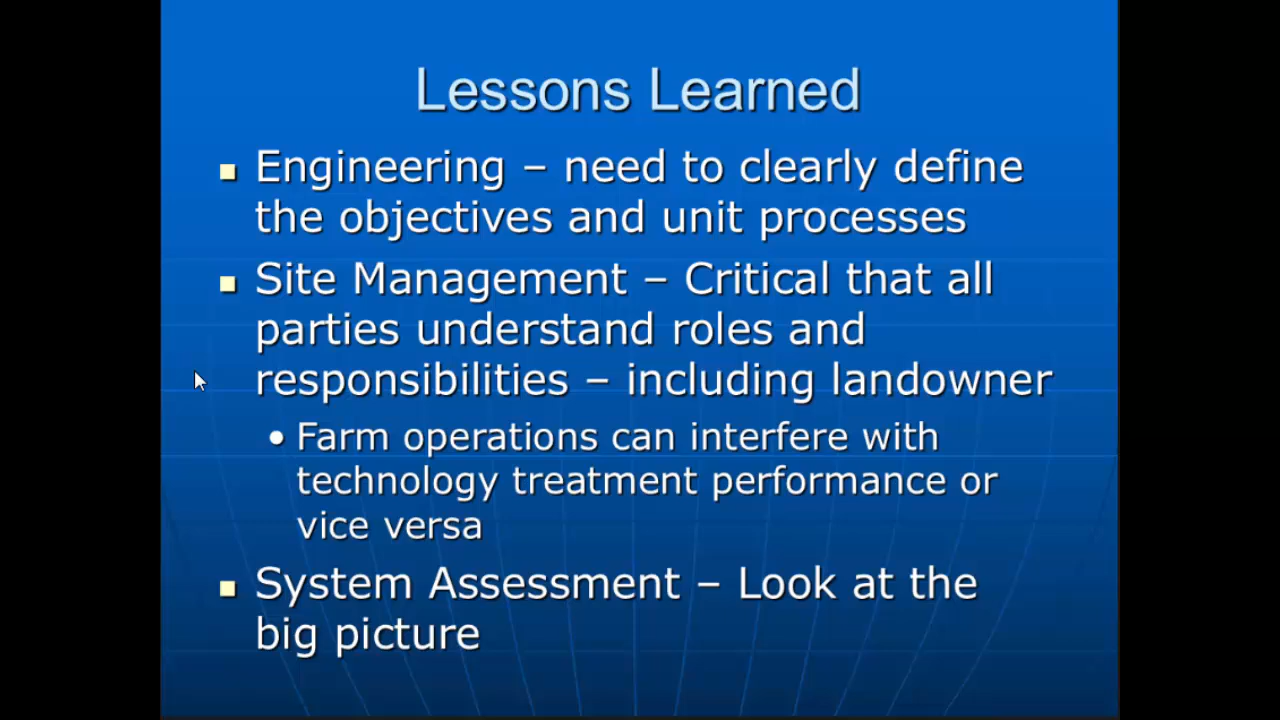 Lessons Learned
Engineering – need to clearly define
the objectives and unit processes
Site Management – Critical that all
parties understand roles and
responsibilities – including landowner
Farm operations can interfere with
technology treatment performance or
vice versa
System Assessment – Look at the
big picture